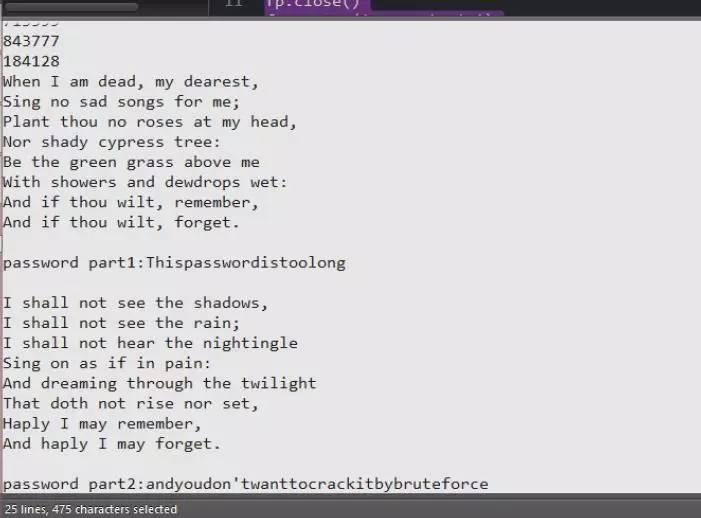 11 fp.close()
843777
184128
When I am dead, my dearest,
Sing no sad songs for me;
Plant thou no roses at my head,
Nor shady cypress tree:
Be the green grass above me
With showers and dewdrops wet:
And if thou wilt, remember,
And if thou wilt, forget.
password part1:Thispasswordistoolong
I shall not see the shadows,
I shall not see the rain;
I shall not hear the nightingle
Sing on as if in pain:
And dreaming through the twilight
That doth not rise nor set,
Haply I may remember,
And haply I may forget.
password part2:andyoudon'twanttocrackitbybruteforce
25 lines, 475 characters selected